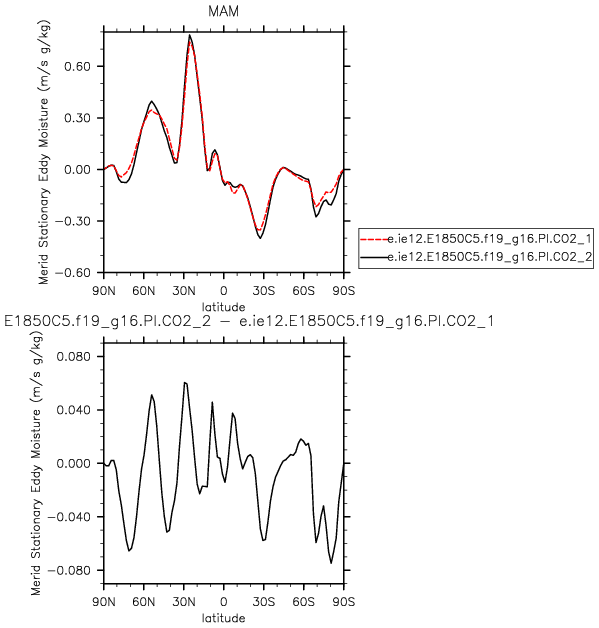 MAM
Merid Stationary Eddy Moisture (m/s g/kg)
0.60
0.30
0.00
−0.30
−0.60
90N 60N 30N 0 30S 60S 90S
latitude
e.ie12.E1850C5.f19_g16.PI.CO2_1
e.ie12.E1850C5.f19_g16.PI.CO2_2
E1850C5.f19_g16.PI.CO2_2 − e.ie12.E1850C5.f19_g16.PI.CO2_1
Merid Stationary Eddy Moisture (m/s g/kg)
0.080
0.040
0.000
−0.040
−0.080
90N 60N 30N 0 30S 60S 90S
latitude